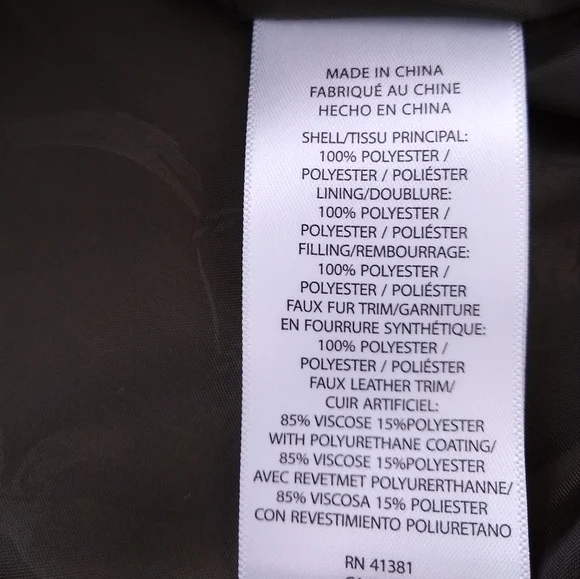 MADE IN CHINA
FABRIQUÉ AU CHINE
HECHO EN CHINA
SHELL/TISSU PRINCIPAL:
100% POLYESTER /
POLYESTER / POLIÉSTER
LINING/DOUBLURE:
100% POLYESTER /
POLYESTER / POLIÉSTER
FILLING/REMBOURRAGE:
100% POLYESTER /
POLYESTER / POLIÉSTER
FAUX FUR TRIM/GARNITURE
EN FOURRURE SYNTHÉTIQUE:
100% POLYESTER /
POLYESTER / POLIÉSTER
FAUX LEATHER TRIM/
CUIR ARTIFICIEL:
85% VISCOSE 15%POLYESTER
WITH POLYURETHANE COATING/
85% VISCOSE 15%POLYESTER
AVEC REVETMET POLYURERTHANNE/
85% VISCOSA 15% POLIESTER
CON REVESTIMIENTO POLIURETANO
RN 41381